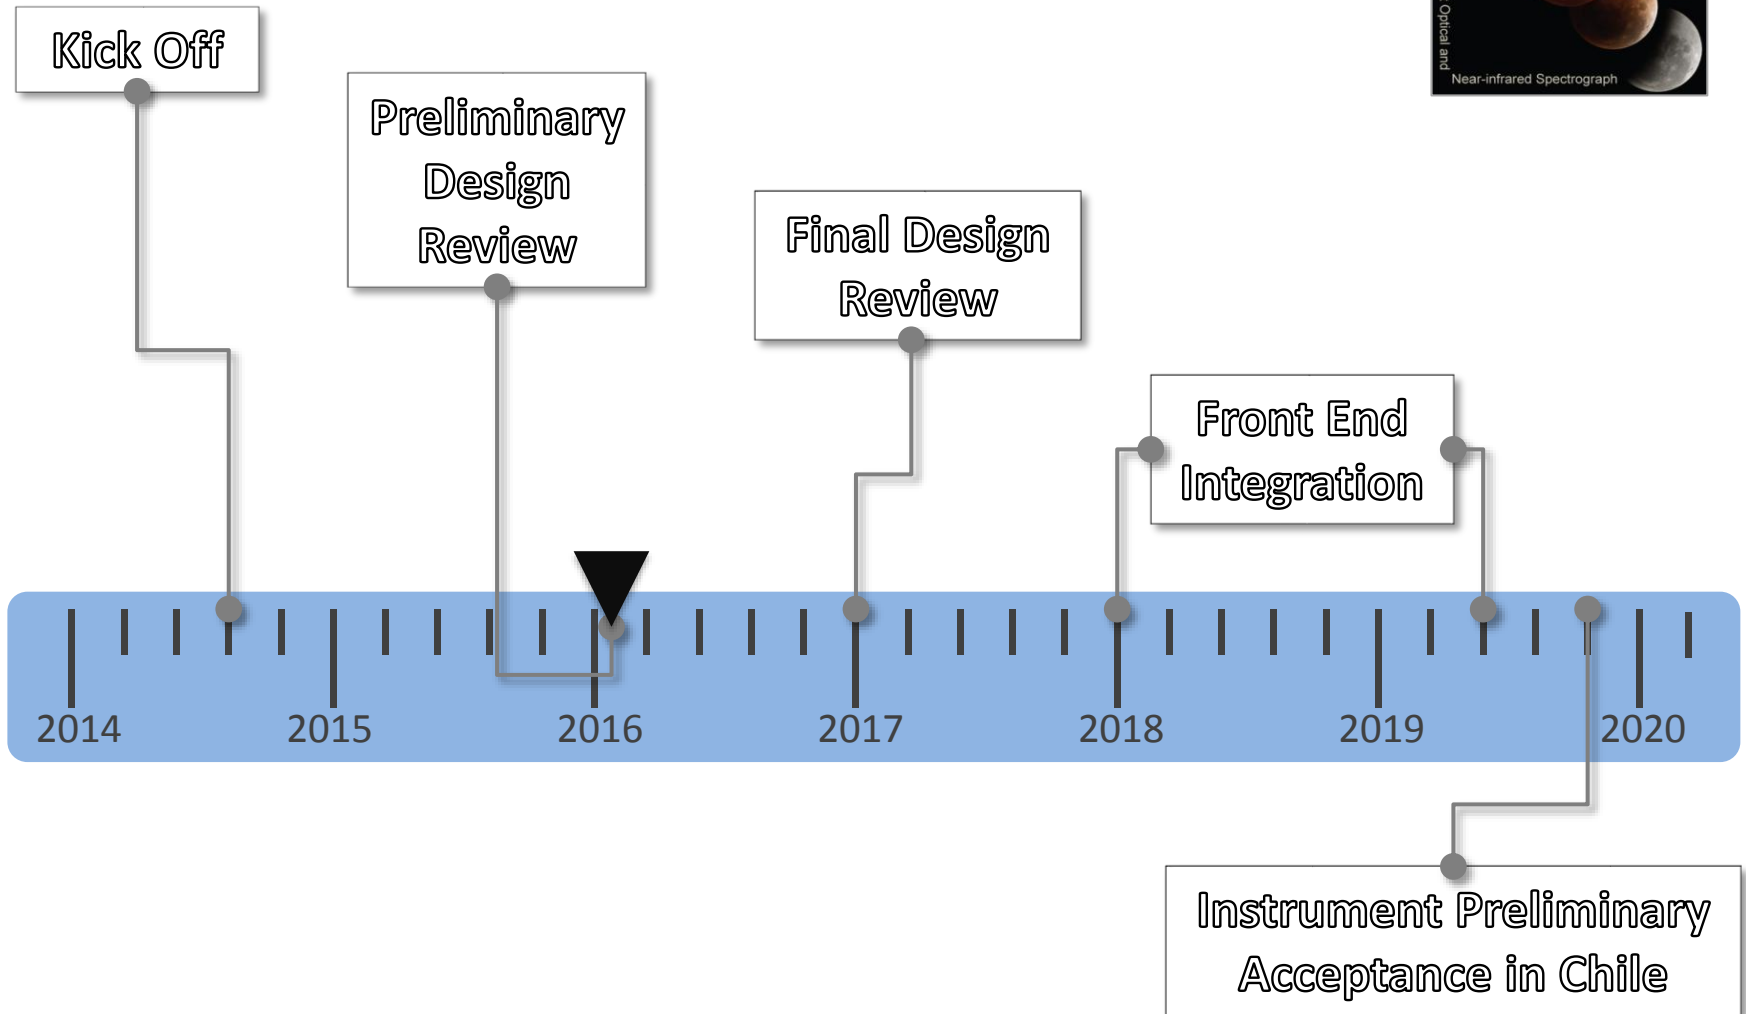 Kick Off
Preliminary
Design
Review
Final Design
Review
Front End
Integration
Optical and
Near-infrared Spectrograph
2014
2015
2016
2017
2018
2019
2020
Instrument Preliminary
Acceptance in Chile